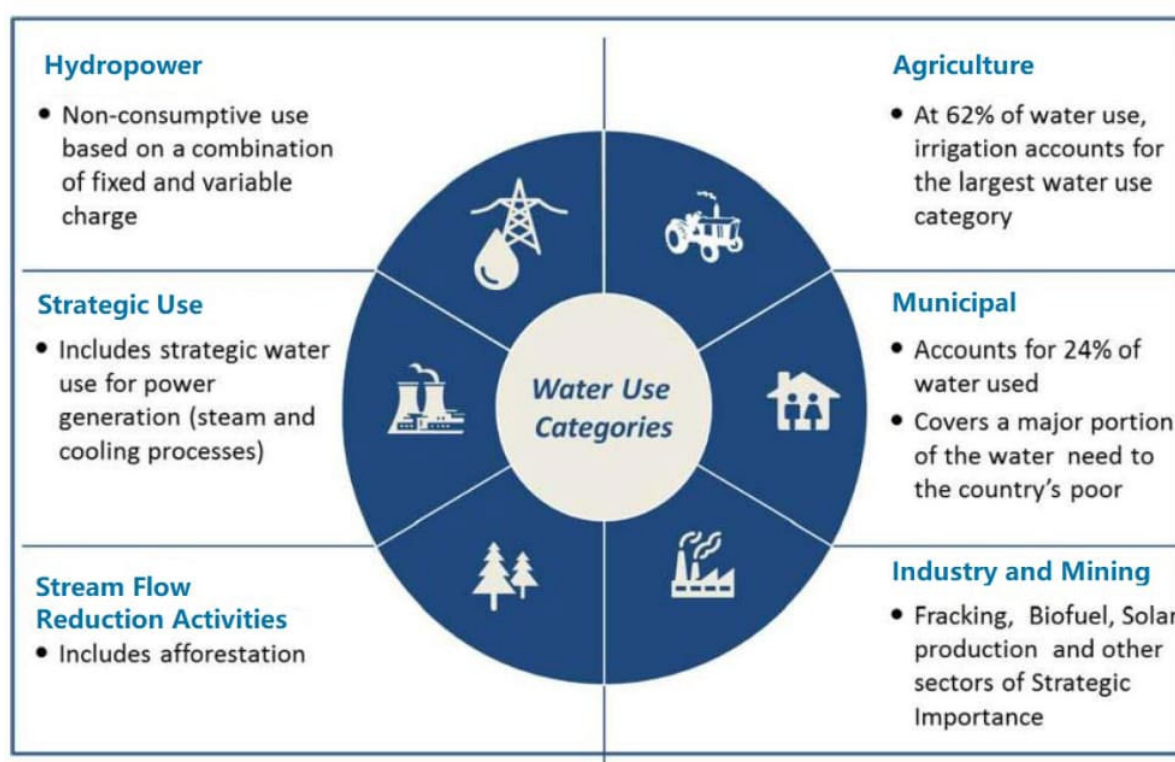 Hydropower
• Non-consumptive use
based on a combination
of fixed and variable
charge
Strategic Use
• Includes strategic water
use for power
generation (steam and
cooling processes)
Stream Flow
Reduction Activities
• Includes afforestation
Water Use
Categories
Agriculture
• At 62% of water use,
irrigation accounts for
the largest water use
category
Municipal
• Accounts for 24% of
water used
• Covers a major portion
of the water need to
the country's poor
Industry and Mining
• Fracking, Biofuel, Solar
production and other
sectors of Strategic
Importance